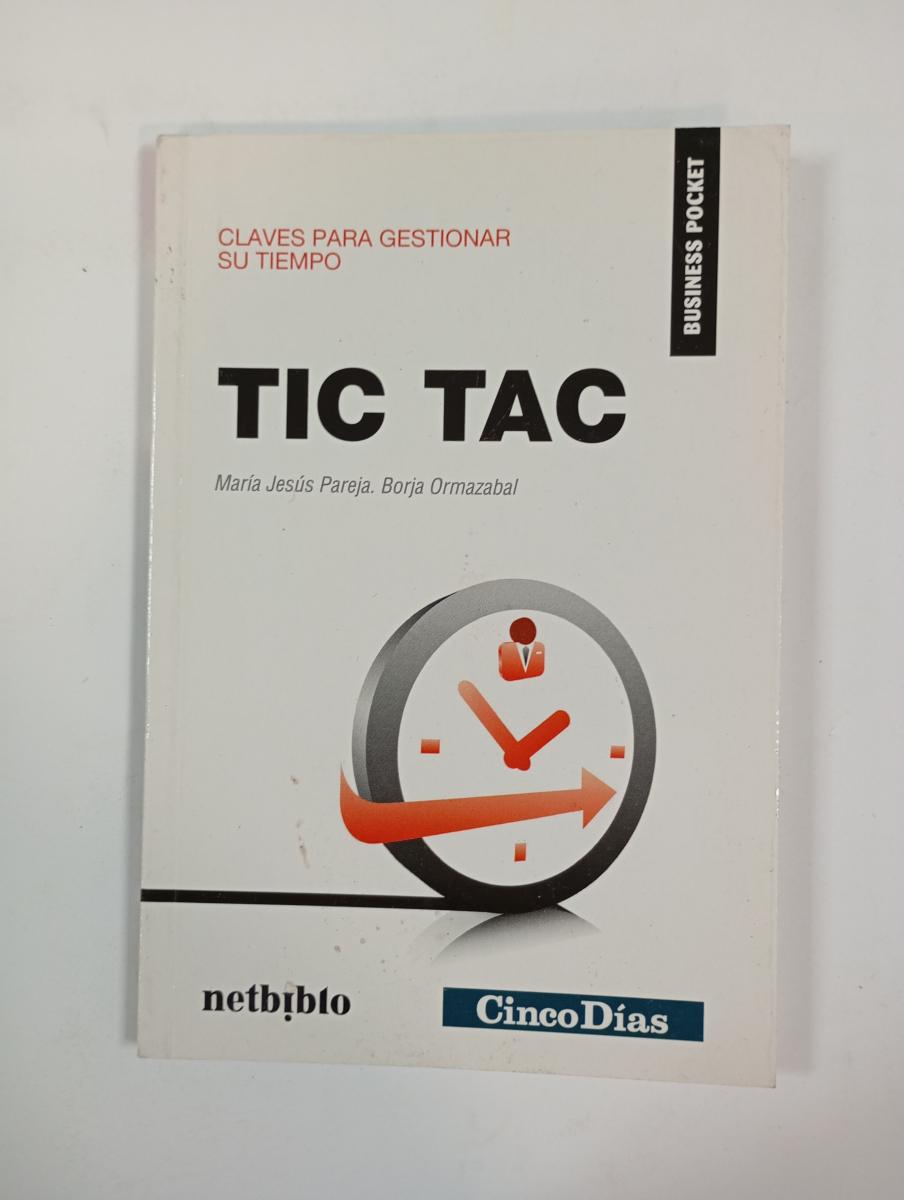 BUSINESS POCKET
CLAVES PARA GESTIONAR
SU TIEMPO
TIC TAC
María Jesús Pareja. Borja Ormazabal
netbiblo
CincoDías